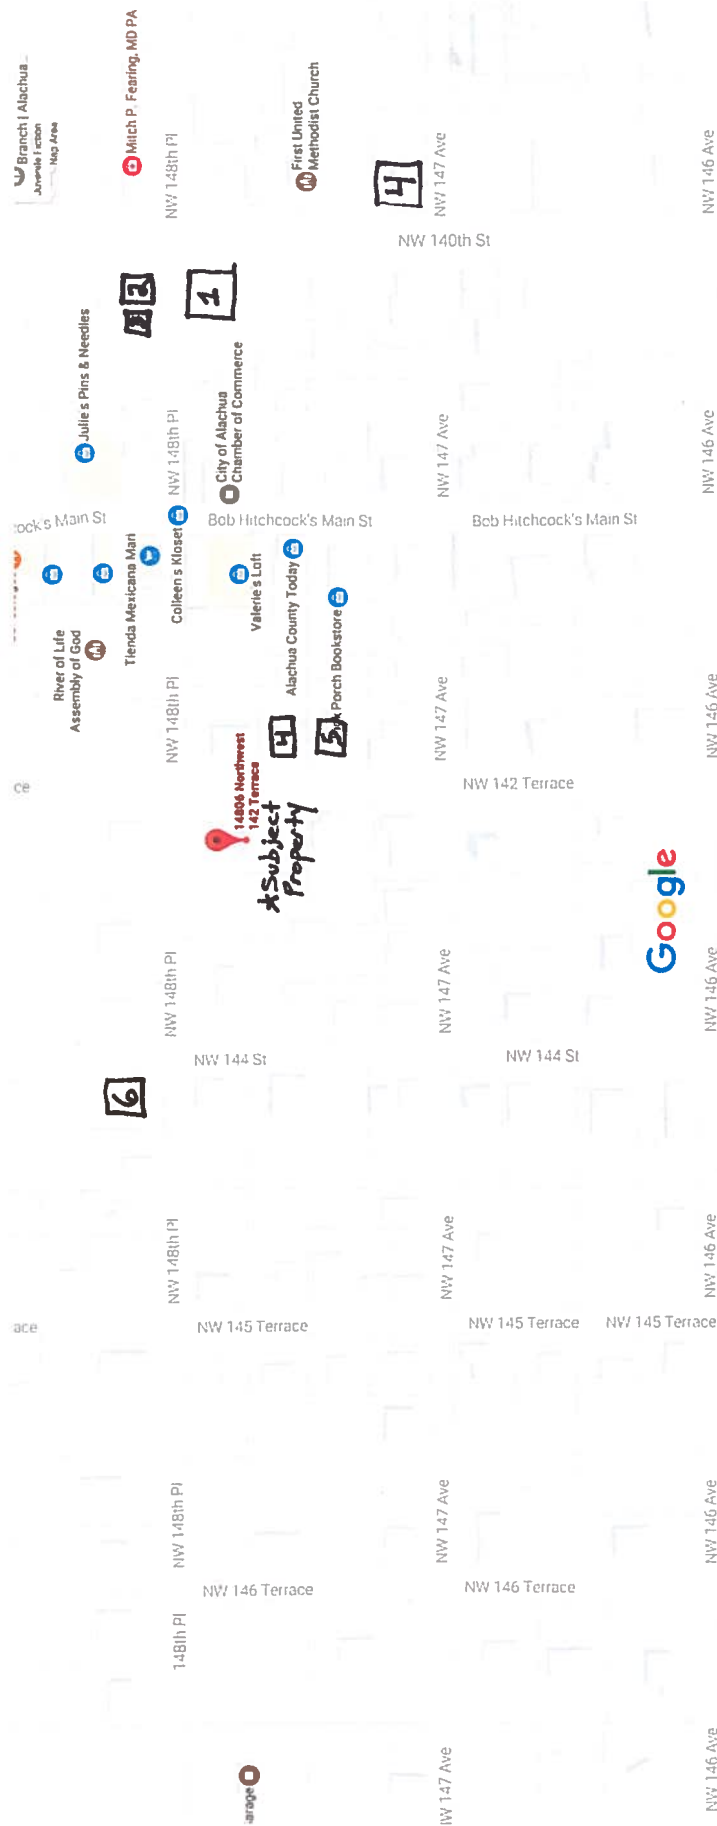 ace
ce
ock's Main St
Branch | Alachua
River of Life
Assembly of God
Julie's Pins & Needles
6
Tienda Mexicana Mari
2
Mitch P. Fearing, MD PA
148th Pl
NW 148th Pl
NW 148th Pl
NW 148th Pl
NW 148th Pl
Colleen's Kloset
NW 148th Pl
NW 148th Pl
1
arage
NW 146 Terrace
NW 145 Terrace
NW 144 St
14806 Northwest
142 Terrace
*Subject
Property
Valerie's Loft
Bob Hitchcock's Main St
City of Alachua
Chamber of Commerce
4
Alachua County Today
5
Porch Bookstore
First United
Methodist Church
4
NW 140th St
NW 147 Ave
NW 147 Ave
NW 147 Ave
NW 147 Ave
NW 147 Ave
NW 147 Ave
NW 147 Ave
NW 146 Terrace
NW 145 Terrace
NW 144 St
NW 142 Terrace
Bob Hitchcock's Main St
NW 145 Terrace
Google
NW 146 Ave
NW 146 Ave
NW 146 Ave
NW 146 Ave
NW 146 Ave
NW 146 Ave
NW 146 Ave